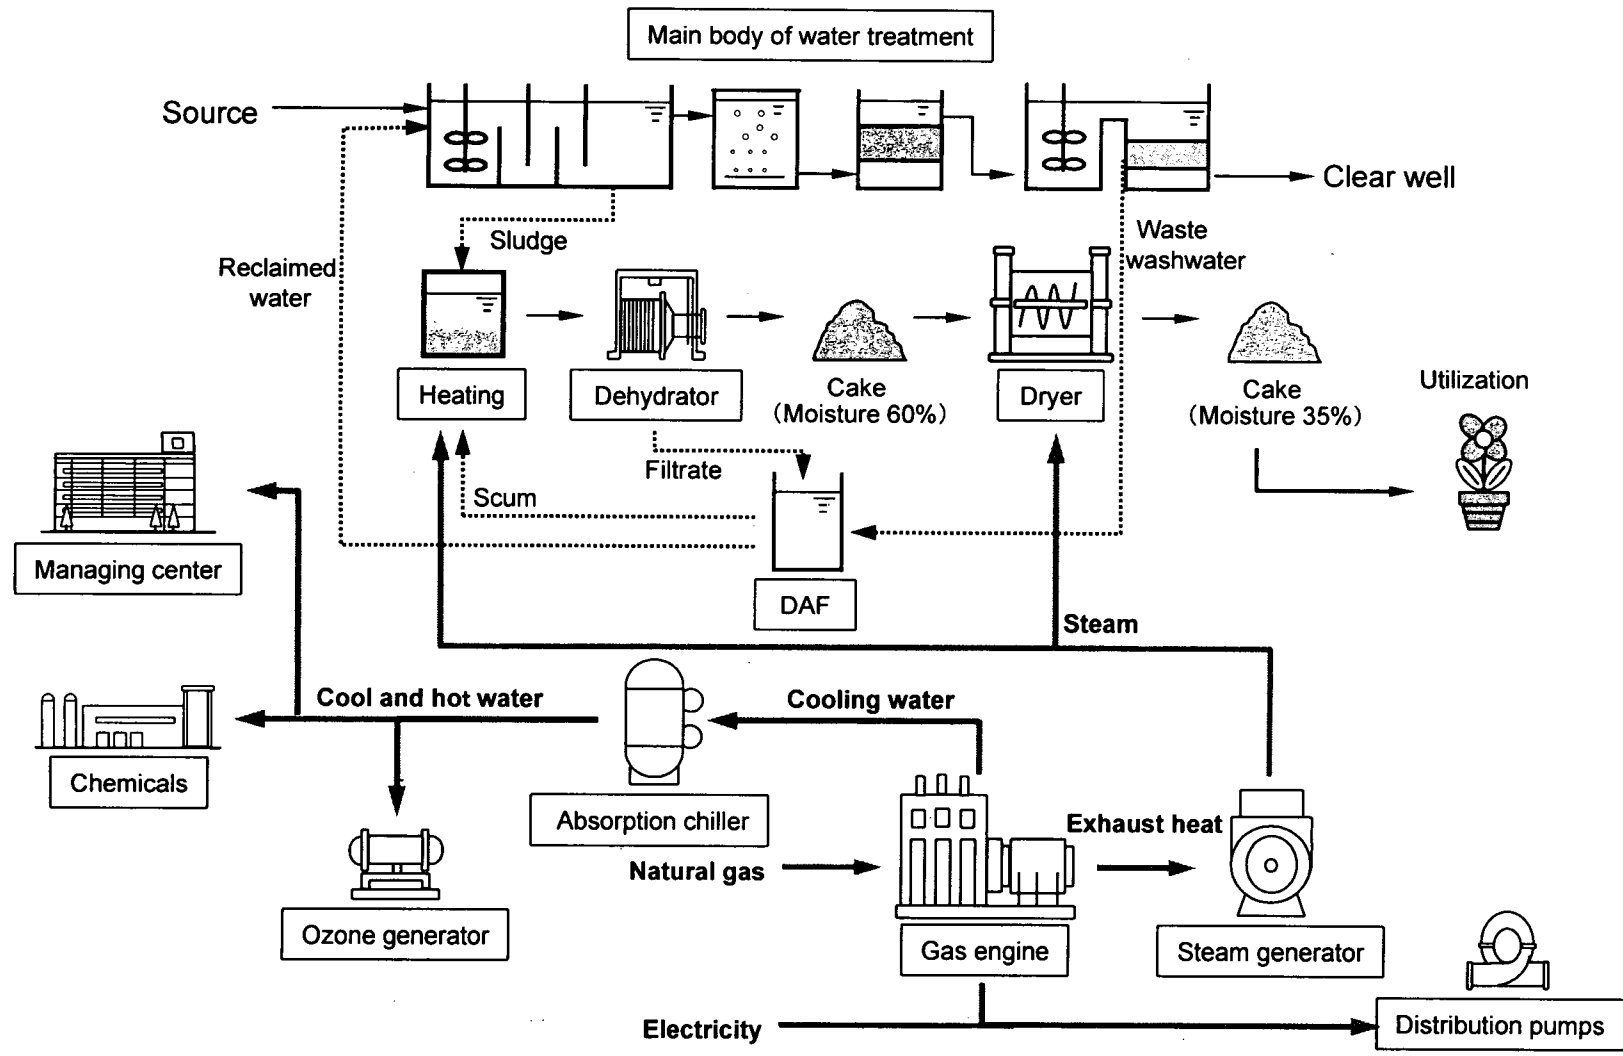 Main body of water treatment
Source
Clear well
Sludge
Waste
washwater
Reclaimed
water
Heating
Dehydrator
Cake
(Moisture 60%)
Dryer
Cake
(Moisture 35%)
Utilization
Filtrate
Scum
Managing center
DAF
Steam
Cool and hot water
Cooling water
Chemicals
Absorption chiller
Exhaust heat
Natural gas
Ozone generator
Gas engine
Steam generator
Electricity
Distribution pumps